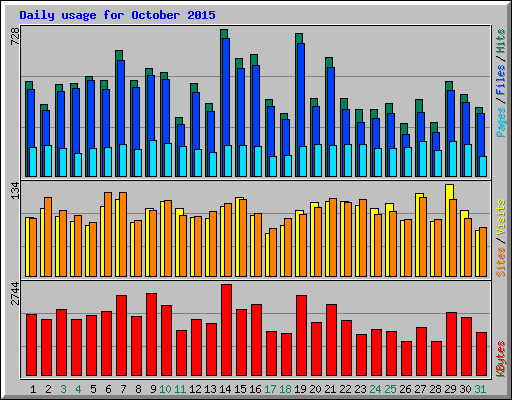 Daily usage for October 2015
728
Pages/Files/Hits
134
Sites/Visits
2744
KBytes
1 2 3 4 5 6 7 8 9 10 11 12 13 14 15 16 17 18 19 20 21 22 23 24 25 26 27 28 29 30 31